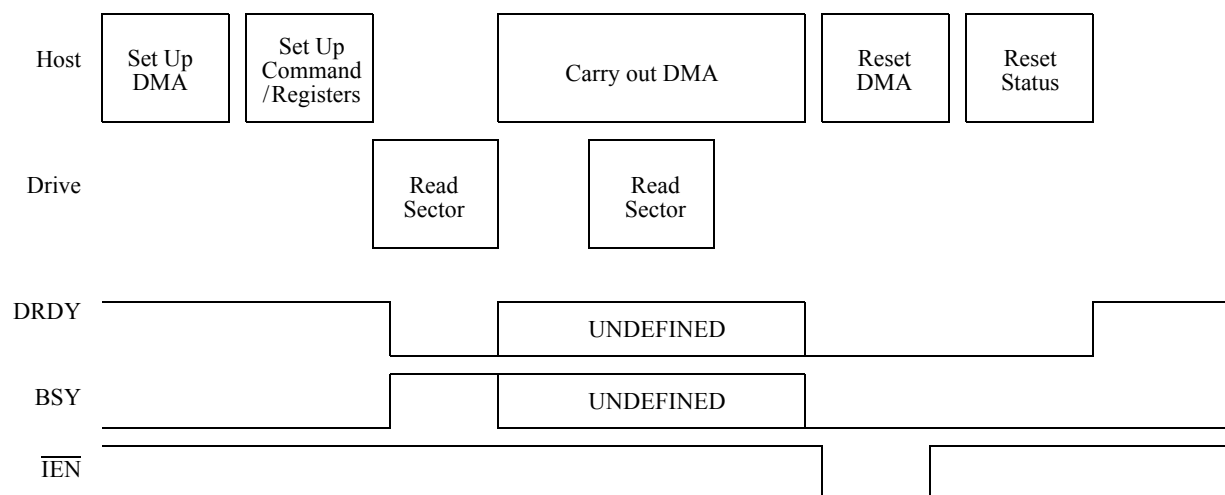 Host
Set Up
DMA
Set Up
Command
/Registers
Carry out DMA
Reset
DMA
Reset
Status
Drive
Read
Sector
Read
Sector
DRDY
UNDEFINED
BSY
UNDEFINED
IEN